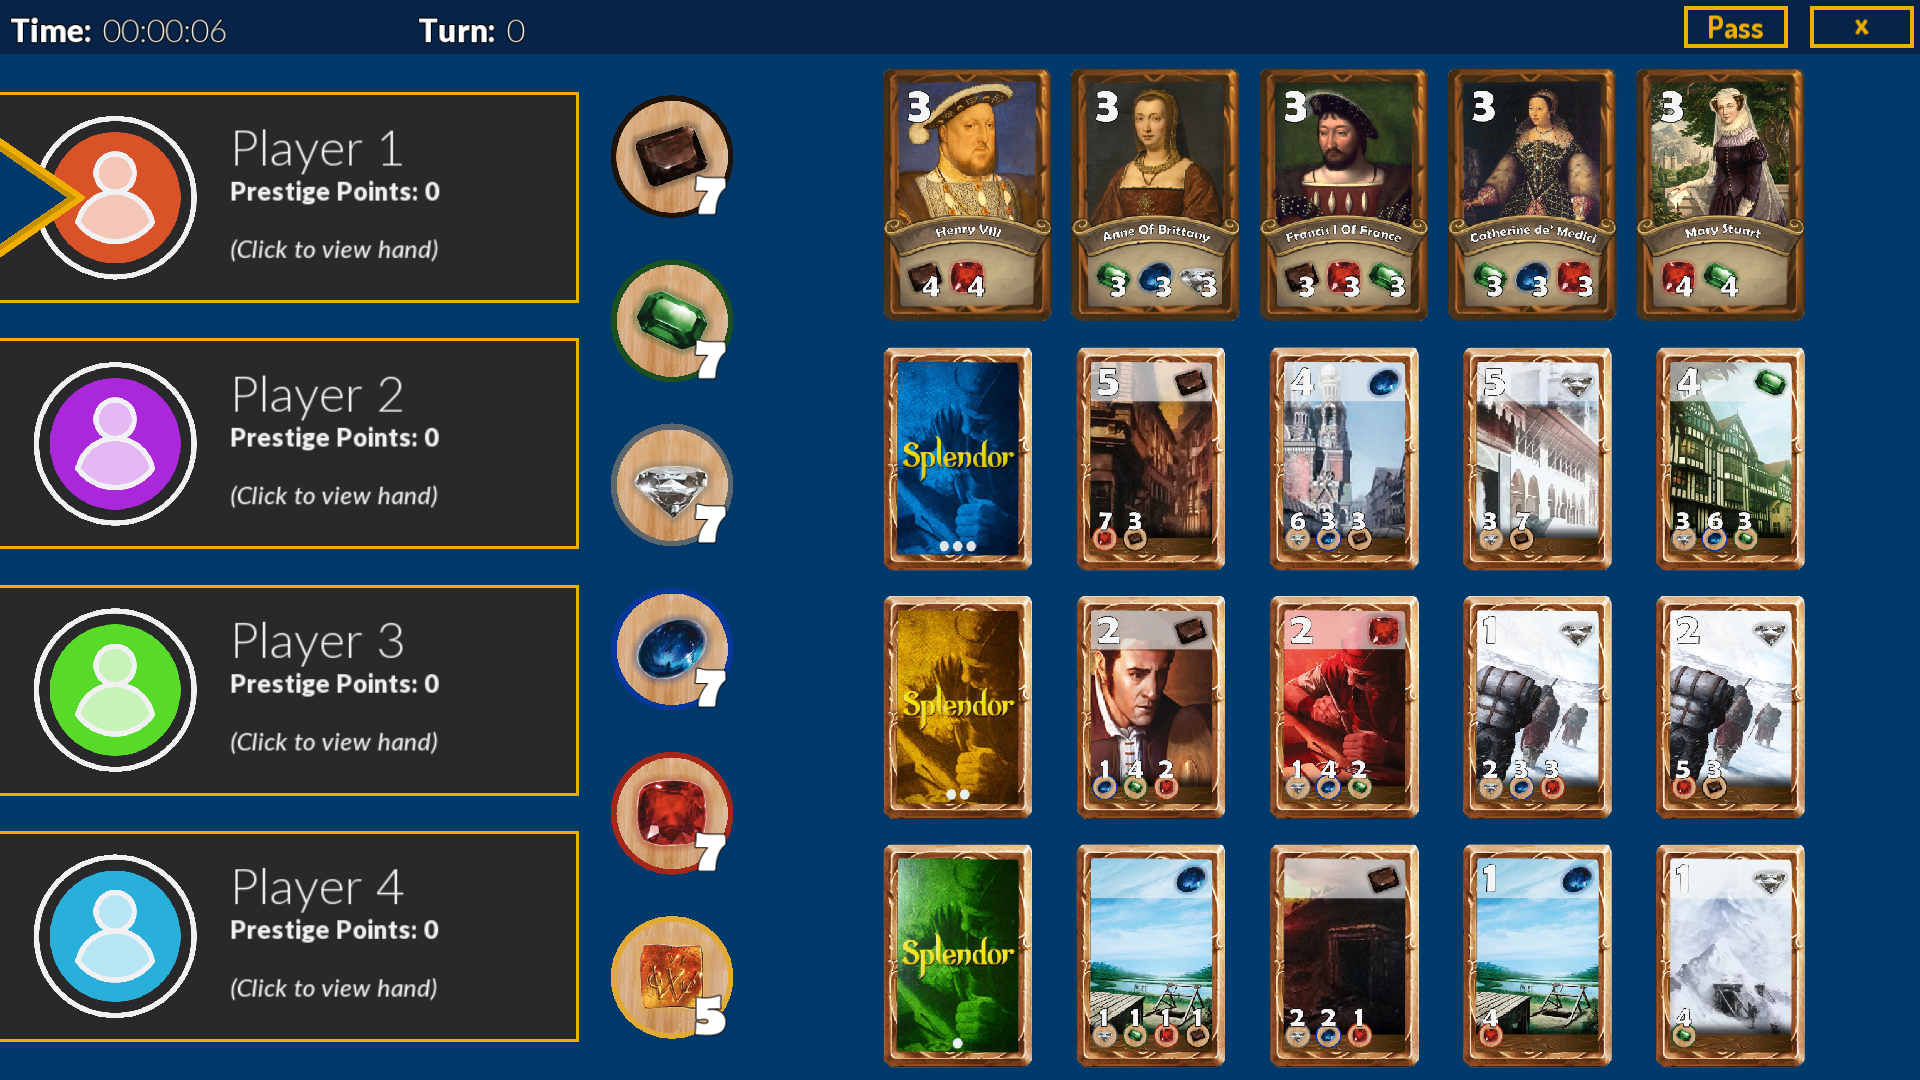 Time: 00:00:06
Turn: 0
Pass
x
Player 1
Prestige Points: 0
(Click to view hand)
Player 2
Prestige Points: 0
(Click to view hand)
Player 3
Prestige Points: 0
(Click to view hand)
Player 4
Prestige Points: 0
(Click to view hand)
7
7
7
7
7
5
3
Henry VIII
4 4
3
Anne Of Brittany
3 3 3
3
Francis I Of France
3 3 3
3
Catherine de' Medici
3 3 3
3
Mary Stuart
4 4
Splendor
5
7 3
4
6 3 3
5
3 7
4
3 6 3
Splendor
2
1 4 2
2
1 4 2
1
2 3 3
2
5 3
Splendor
1 1 1 1
2 2 1
1
4
1
4